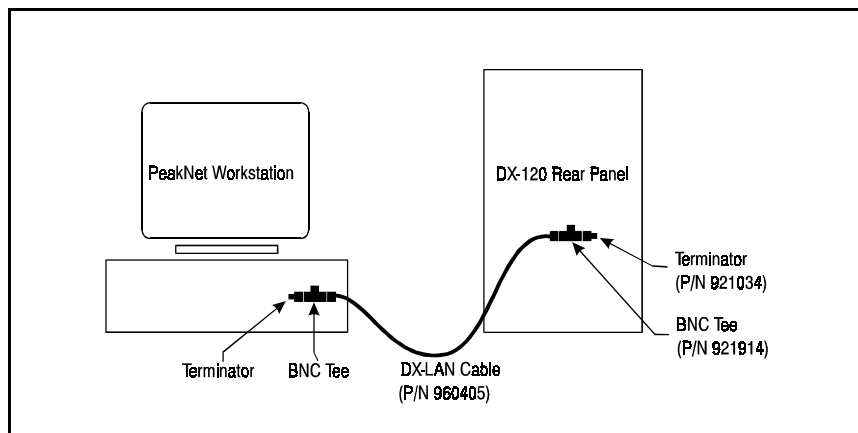 PeakNet Workstation
DX-120 Rear Panel
Terminator
(P/N 921034)
BNC Tee
(P/N 921914)
Terminator
BNC Tee
DX-LAN Cable
(P/N 960405)